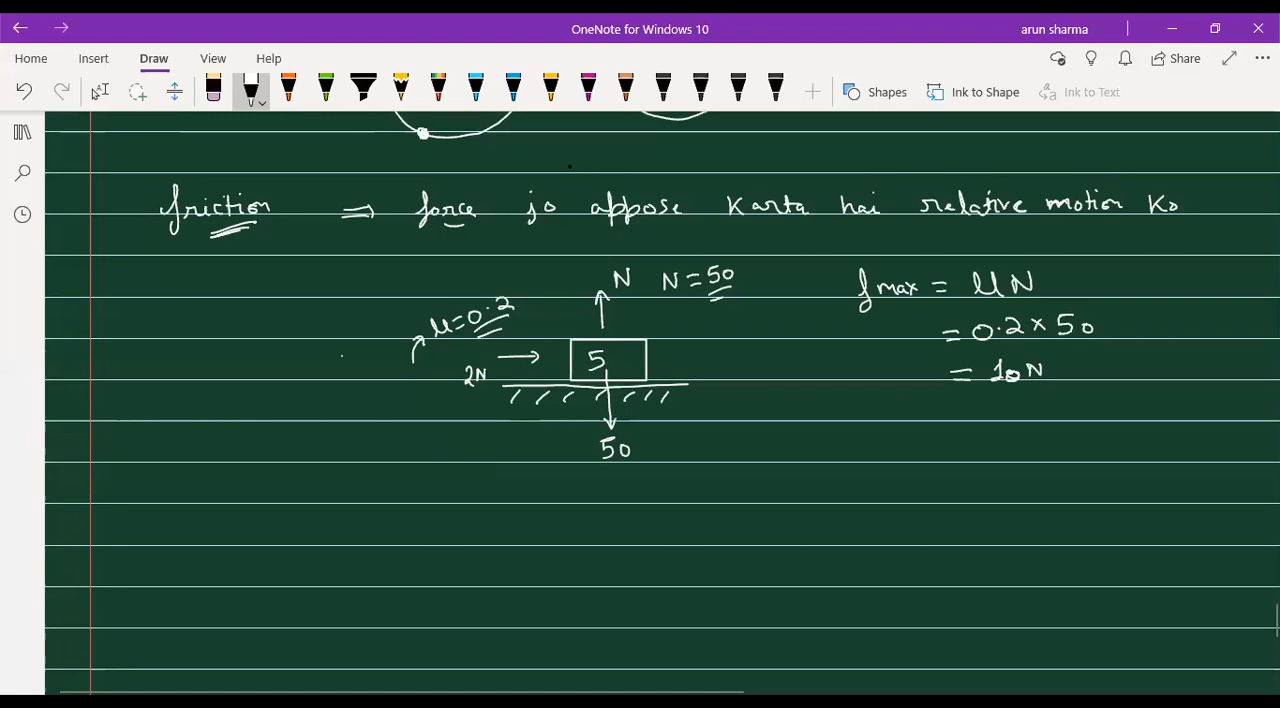 OneNote for Windows 10
arun sharma
Home Insert Draw View Help
Share
Shapes Ink to Shape Ink to Text
friction ⇒ force jo appose Karta hai relative motion Ko
N N = 50
μ = 0.2
2N
5
50
fmax = μN
= 0.2 × 50
= 10 N